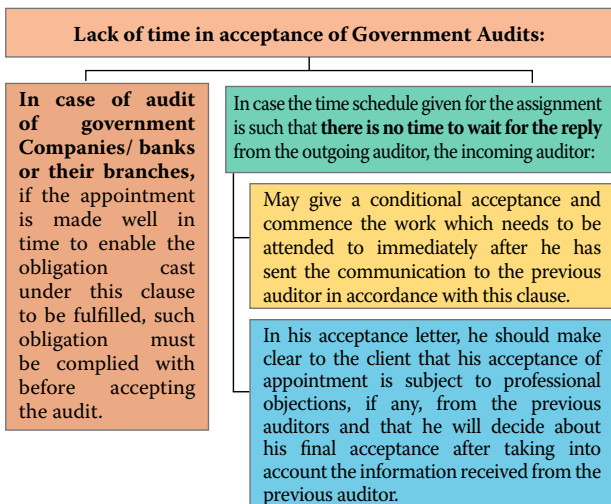 Lack of time in acceptance of Government Audits:
In case of audit
of government
Companies/ banks
or their branches,
if the appointment
is made well in
time to enable the
obligation cast
under this clause
to be fulfilled, such
obligation must
be complied with
before accepting
the audit.
In case the time schedule given for the assignment
is such that there is no time to wait for the reply
from the outgoing auditor, the incoming auditor:
May give a conditional acceptance and
commence the work which needs to be
attended to immediately after he has
sent the communication to the previous
auditor in accordance with this clause.
In his acceptance letter, he should make
clear to the client that his acceptance of
appointment is subject to professional
objections, if any, from the previous
auditors and that he will decide about
his final acceptance after taking into
account the information received from the
previous auditor.